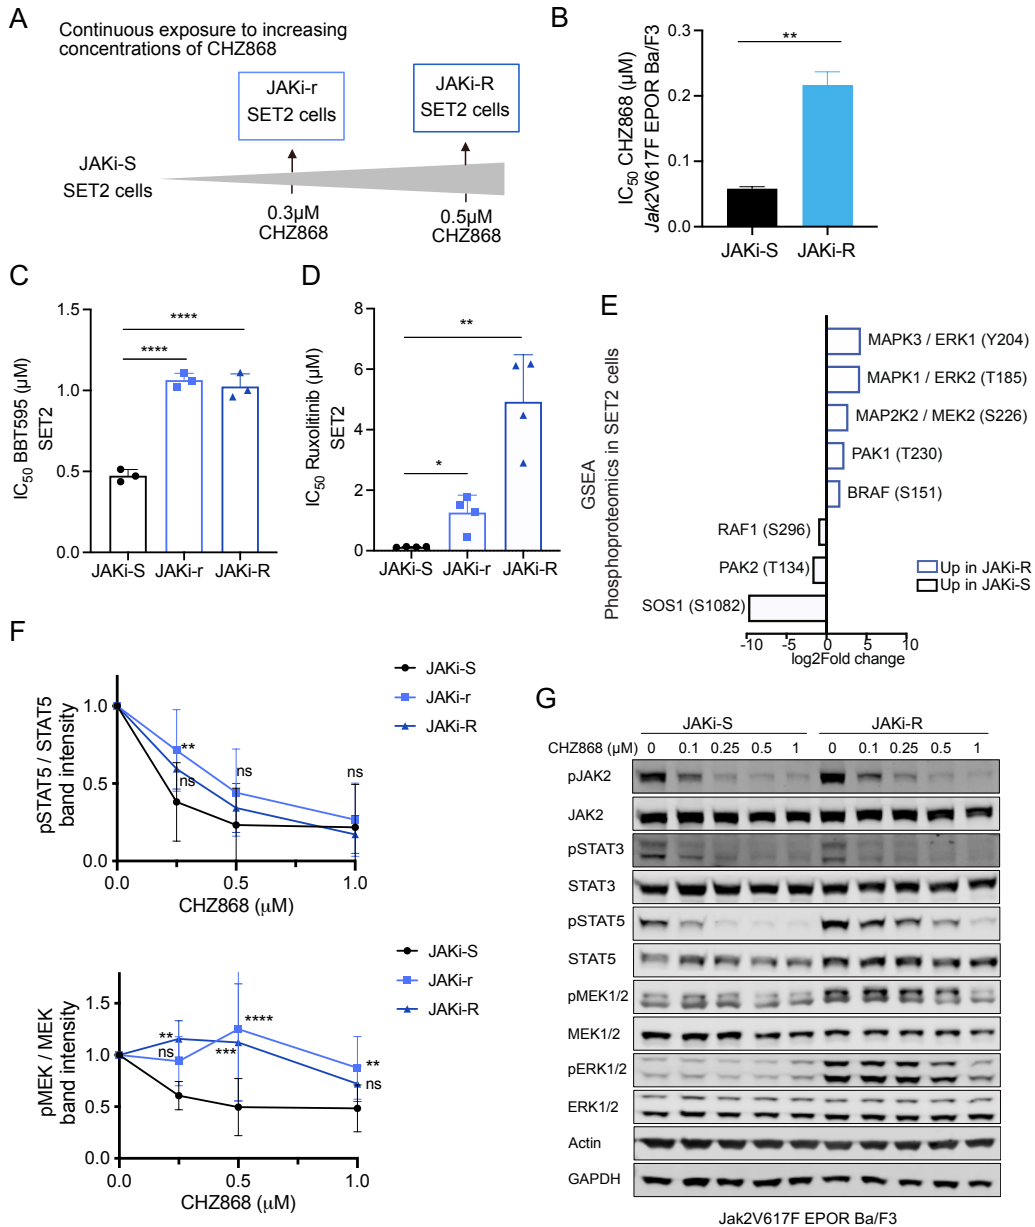 A
Continuous exposure to increasing
concentrations of CHZ868
JAKi-r
SET2 cells
JAKi-R
SET2 cells
JAKi-S
SET2 cells
0.3μM
CHZ868
0.5μM
CHZ868
B
IC50 CHZ868 (μM)
Jak2V617F EPOR Ba/F3
0.3
0.2
0.1
0.0
**
JAKi-S
JAKi-R
C
IC50 BBT595 (μM)
SET2
1.5
1.0
0.5
0.0
****
****
JAKi-S
JAKi-r
JAKi-R
D
IC50 Ruxolitinib (μM)
SET2
8
6
4
2
0
**
*
JAKi-S
JAKi-r
JAKi-R
E
GSEA
Phosphoproteomics in SET2 cells
MAPK3 / ERK1 (Y204)
MAPK1 / ERK2 (T185)
MAP2K2 / MEK2 (S226)
PAK1 (T230)
BRAF (S151)
RAF1 (S296)
PAK2 (T134)
SOS1 (S1082)
Up in JAKi-R
Up in JAKi-S
-10 -5 0 5 10
log2Fold change
F
JAKi-S
JAKi-r
JAKi-R
pSTAT5 / STAT5
band intensity
1.0
0.5
0.0
**
ns
ns
ns
0.0 0.5 1.0
CHZ868 (μM)
JAKi-S
JAKi-r
JAKi-R
pMEK / MEK
band intensity
1.5
1.0
0.5
0.0
**
ns
****
***
**
ns
0.0 0.5 1.0
CHZ868 (μM)
G
JAKi-S JAKi-R
CHZ868 (μM) 0 0.1 0.25 0.5 1 0 0.1 0.25 0.5 1
pJAK2
JAK2
pSTAT3
STAT3
pSTAT5
STAT5
pMEK1/2
MEK1/2
pERK1/2
ERK1/2
Actin
GAPDH
Jak2V617F EPOR Ba/F3